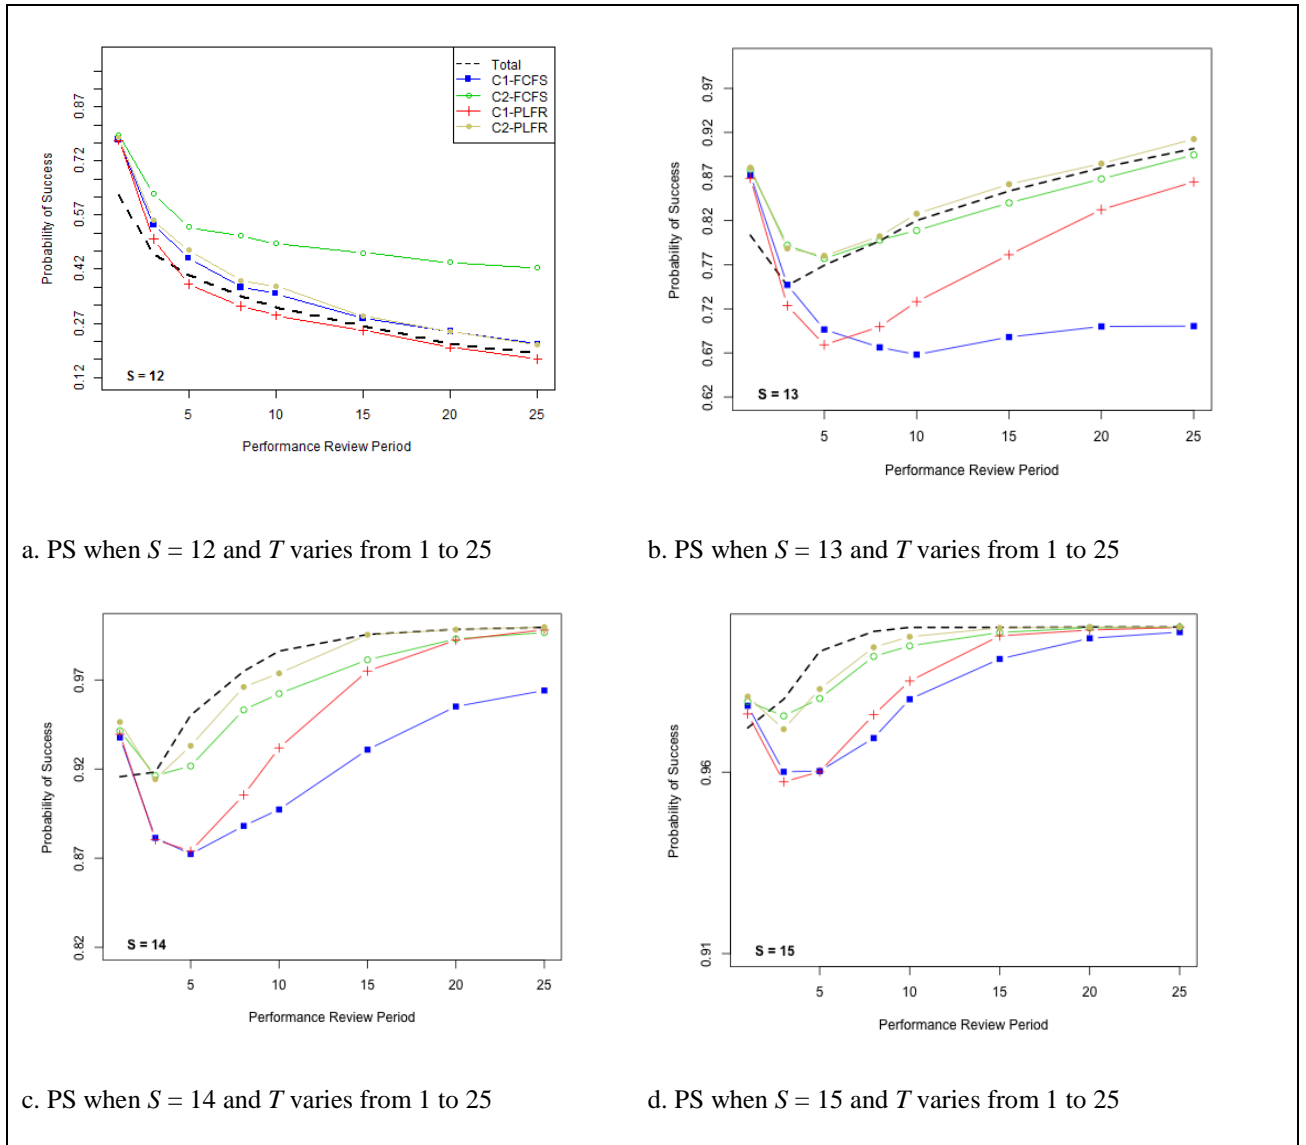 Total
C1-FCFS
C2-FCFS
C1-PLFR
C2-PLFR
Probability of Success
0.87
0.72
0.57
0.42
0.27
0.12
S = 12
5 10 15 20 25
Performance Review Period
Probability of Success
0.97
0.92
0.87
0.82
0.77
0.72
0.67
0.62
S = 13
5 10 15 20 25
Performance Review Period
a. PS when S = 12 and T varies from 1 to 25
b. PS when S = 13 and T varies from 1 to 25
Probability of Success
0.97
0.92
0.87
0.82
S = 14
5 10 15 20 25
Performance Review Period
Probability of Success
0.96
0.91
S = 15
5 10 15 20 25
Performance Review Period
c. PS when S = 14 and T varies from 1 to 25
d. PS when S = 15 and T varies from 1 to 25